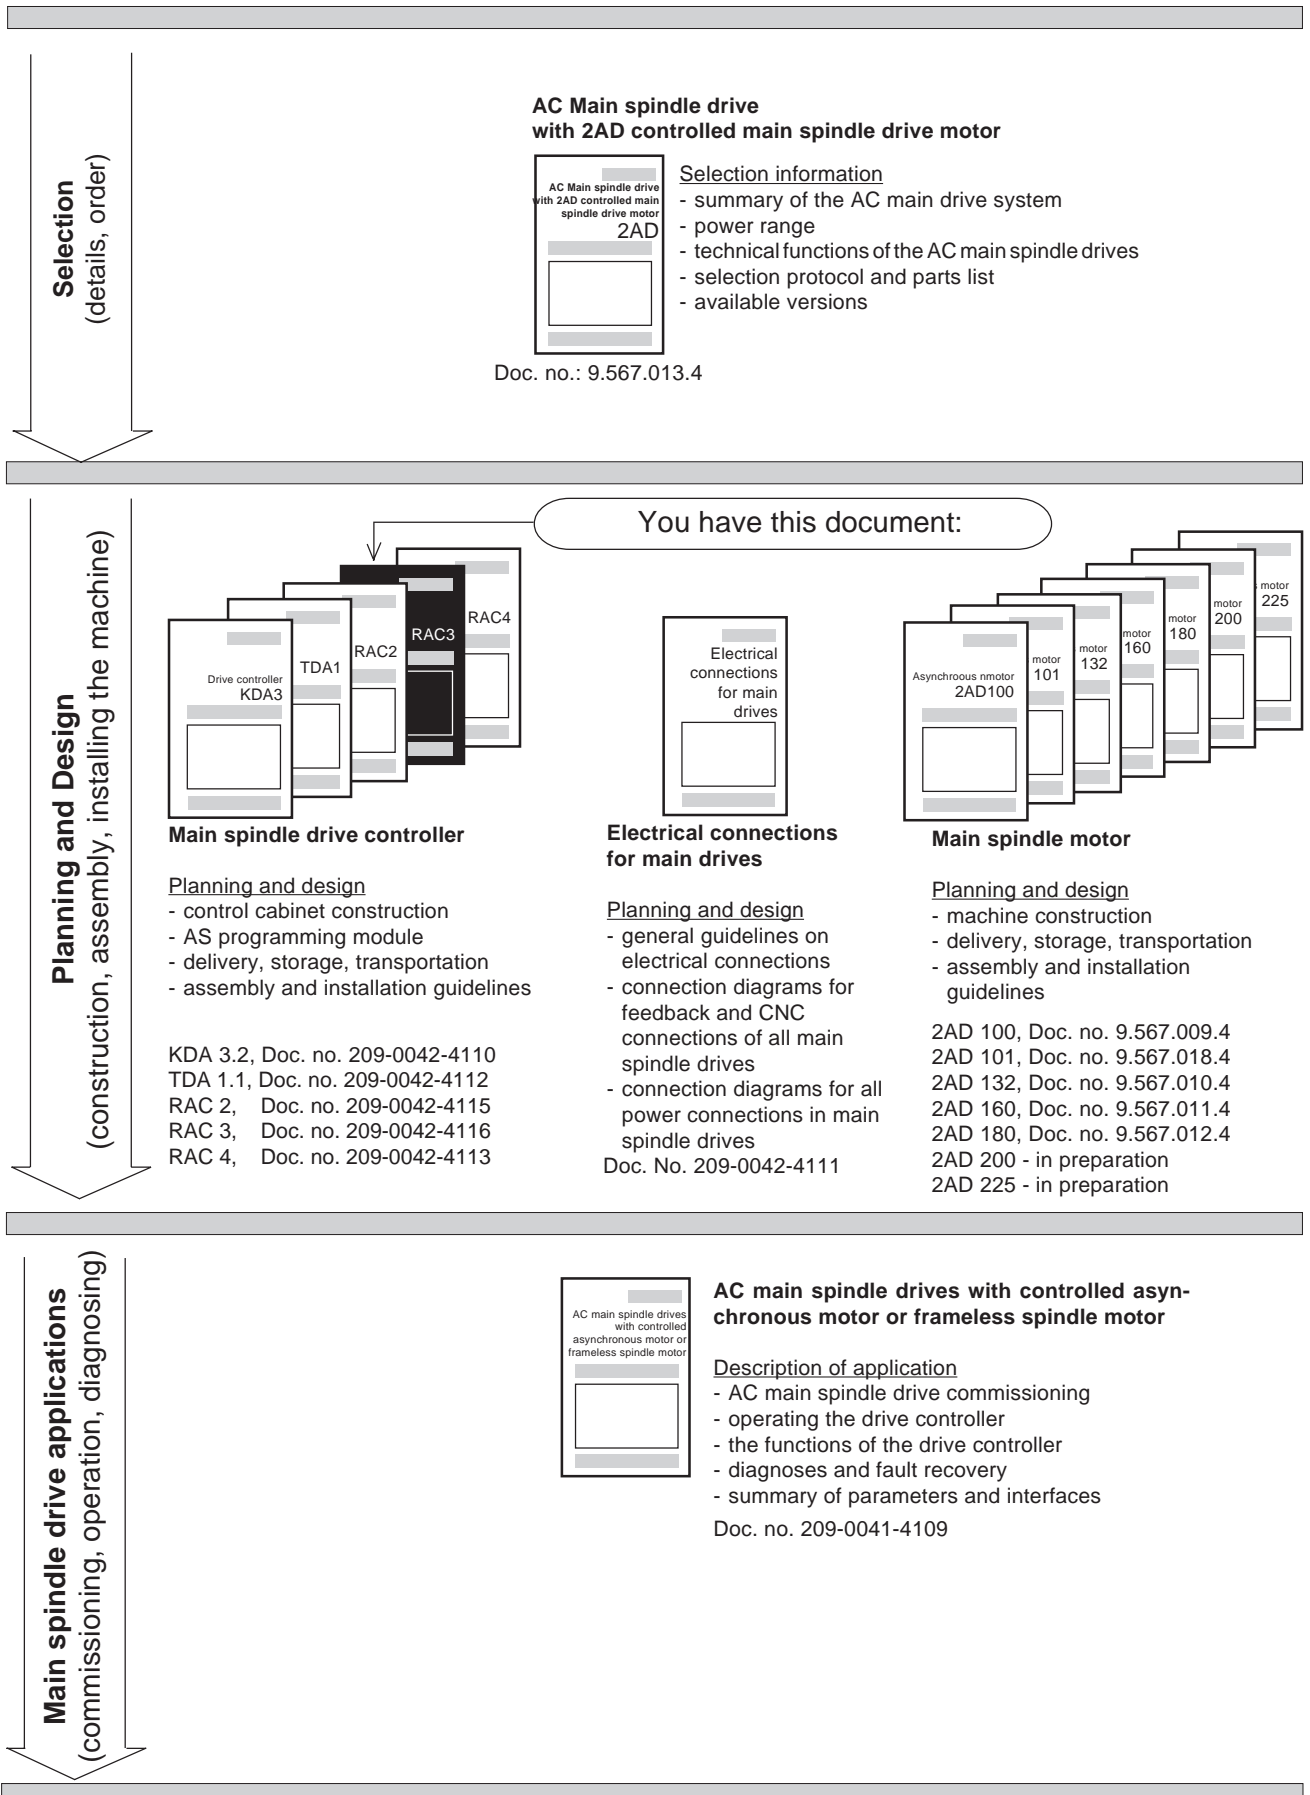 Selection
(details, order)
AC Main spindle drive
with 2AD controlled main spindle drive motor
AC Main spindle drive
with 2AD controlled main
spindle drive motor
2AD
Selection information
- summary of the AC main drive system
- power range
- technical functions of the AC main spindle drives
- selection protocol and parts list
- available versions
Doc. no.: 9.567.013.4
Planning and Design
(construction, assembly, installing the machine)
You have this document:
Drive controller
KDA3
TDA1
RAC2
RAC3
RAC4
Main spindle drive controller
Planning and design
- control cabinet construction
- AS programming module
- delivery, storage, transportation
- assembly and installation guidelines
KDA 3.2, Doc. no. 209-0042-4110
TDA 1.1, Doc. no. 209-0042-4112
RAC 2, Doc. no. 209-0042-4115
RAC 3, Doc. no. 209-0042-4116
RAC 4, Doc. no. 209-0042-4113
Electrical
connections
for main
drives
Electrical connections
for main drives
Planning and design
- general guidelines on
electrical connections
- connection diagrams for
feedback and CNC
connections of all main
spindle drives
- connection diagrams for all
power connections in main
spindle drives
Doc. No. 209-0042-4111
Asynchroous nmotor
2AD100
motor
101
motor
132
motor
160
motor
180
motor
200
motor
225
Main spindle motor
Planning and design
- machine construction
- delivery, storage, transportation
- assembly and installation
guidelines
2AD 100, Doc. no. 9.567.009.4
2AD 101, Doc. no. 9.567.018.4
2AD 132, Doc. no. 9.567.010.4
2AD 160, Doc. no. 9.567.011.4
2AD 180, Doc. no. 9.567.012.4
2AD 200 - in preparation
2AD 225 - in preparation
Main spindle drive applications
(commissioning, operation, diagnosing)
AC main spindle drives
with controlled
asynchronous motor or
frameless spindle motor
AC main spindle drives with controlled asyn-
chronous motor or frameless spindle motor
Description of application
- AC main spindle drive commissioning
- operating the drive controller
- the functions of the drive controller
- diagnoses and fault recovery
- summary of parameters and interfaces
Doc. no. 209-0041-4109